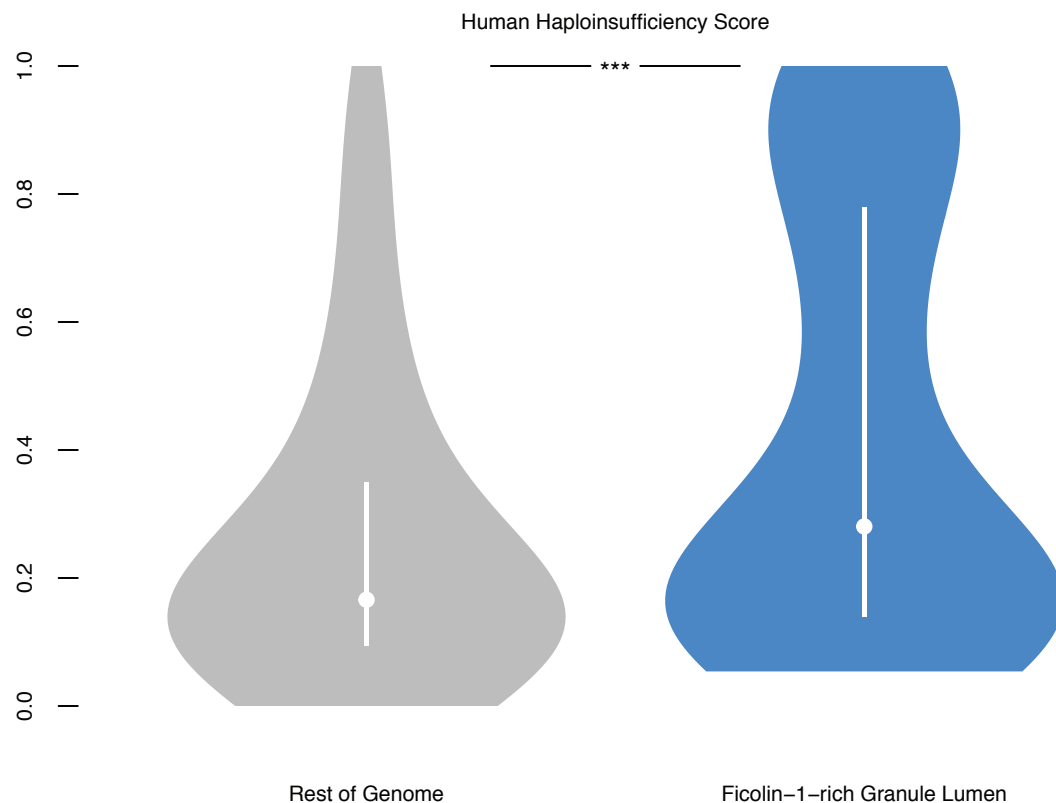 Human Haploinsufficiency Score
***
1.0
0.8
0.6
0.4
0.2
0.0
Rest of Genome
Ficolin−1−rich Granule Lumen